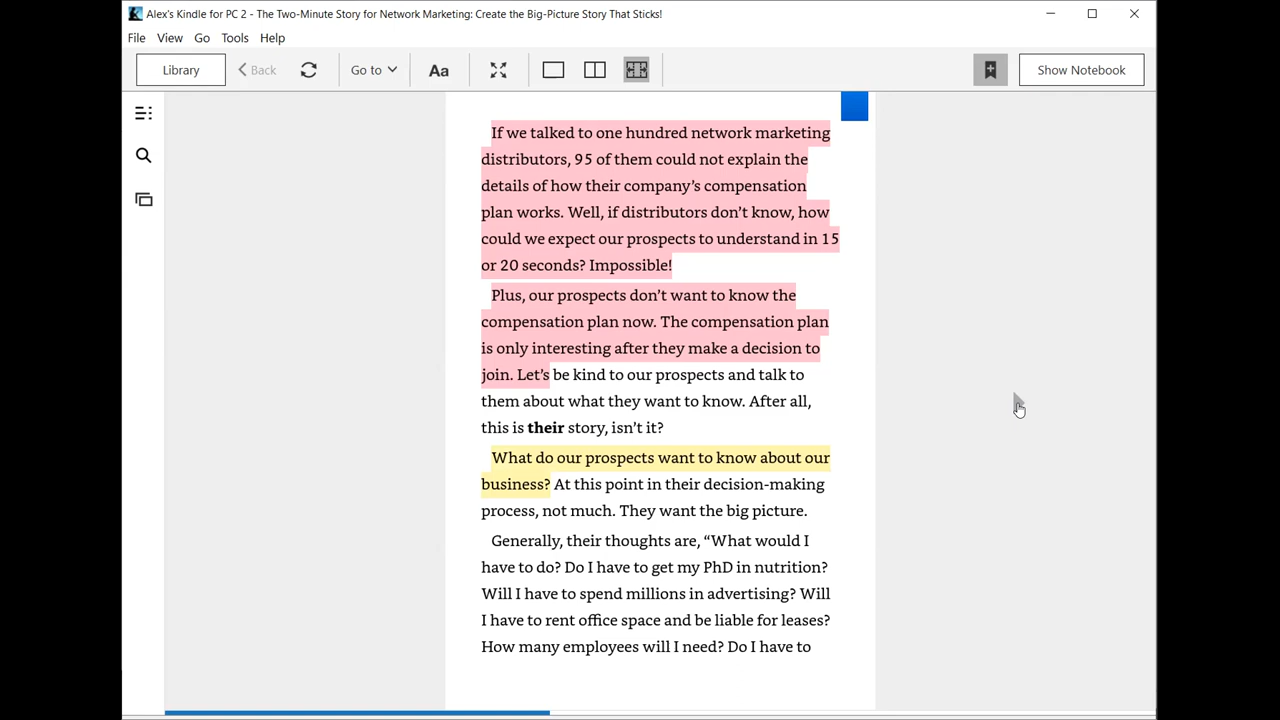 Alex's Kindle for PC 2 - The Two-Minute Story for Network Marketing: Create the Big-Picture Story That Sticks!
File View Go Tools Help
Library Back Go to Aa Show Notebook
If we talked to one hundred network marketing
distributors, 95 of them could not explain the
details of how their company’s compensation
plan works. Well, if distributors don’t know, how
could we expect our prospects to understand in 15
or 20 seconds? Impossible!
Plus, our prospects don’t want to know the
compensation plan now. The compensation plan
is only interesting after they make a decision to
join. Let’s be kind to our prospects and talk to
them about what they want to know. After all,
this is their story, isn’t it?
What do our prospects want to know about our
business? At this point in their decision-making
process, not much. They want the big picture.
Generally, their thoughts are, “What would I
have to do? Do I have to get my PhD in nutrition?
Will I have to spend millions in advertising? Will
I have to rent office space and be liable for leases?
How many employees will I need? Do I have to